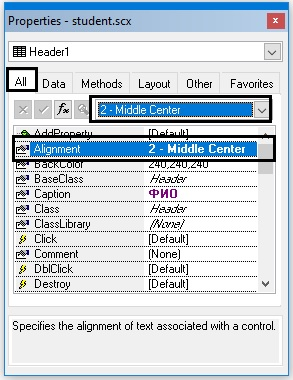 Properties - student.scx
Header1
All Data Methods Layout Other Favorites
fx 2 - Middle Center
AddProperty [Default]
Alignment 2 - Middle Center
BackColor 240,240,240
BaseClass Header
Caption ФИО
Class Header
ClassLibrary (None)
Click [Default]
Comment (None)
DblClick [Default]
Destroy [Default]
Specifies the alignment of text associated with a control.